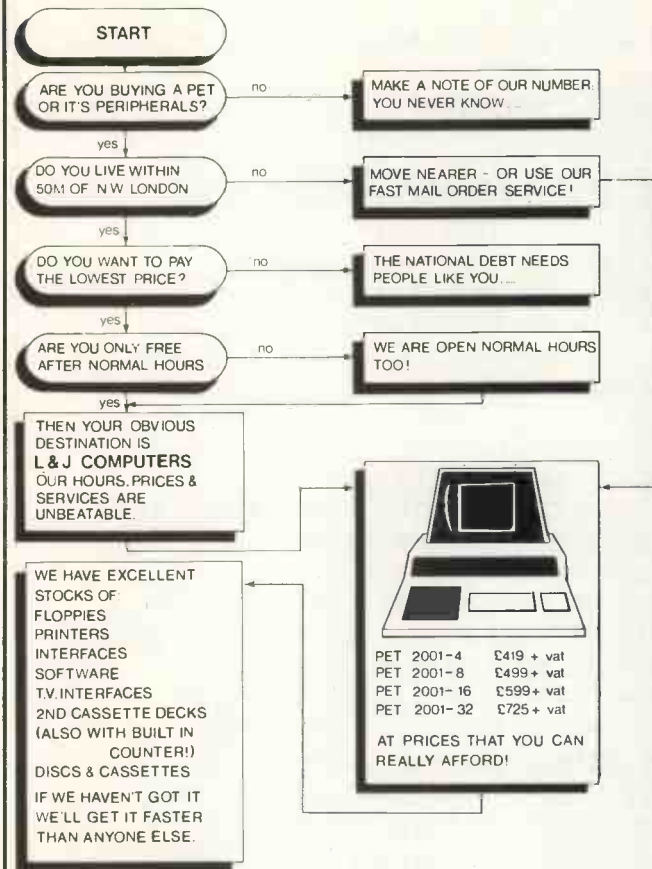 START
ARE YOU BUYING A PET
OR IT'S PERIPHERALS?
no
MAKE A NOTE OF OUR NUMBER:
YOU NEVER KNOW....
yes
DO YOU LIVE WITHIN
50M OF N W LONDON
no
MOVE NEARER - OR USE OUR
FAST MAIL ORDER SERVICE!
yes
DO YOU WANT TO PAY
THE LOWEST PRICE?
no
THE NATIONAL DEBT NEEDS
PEOPLE LIKE YOU.....
yes
ARE YOU ONLY FREE
AFTER NORMAL HOURS
no
WE ARE OPEN NORMAL HOURS
TOO!
yes
THEN YOUR OBVIOUS
DESTINATION IS
L & J COMPUTERS
OUR HOURS, PRICES &
SERVICES ARE
UNBEATABLE.
PET 2001-4 £419 + vat
PET 2001-8 £499 + vat
PET 2001-16 £599 + vat
PET 2001-32 £725 + vat
AT PRICES THAT YOU CAN
REALLY AFFORD!
WE HAVE EXCELLENT
STOCKS OF:
FLOPPIES
PRINTERS
INTERFACES
SOFTWARE
T.V. INTERFACES
2ND CASSETTE DECKS
(ALSO WITH BUILT IN
COUNTER!)
DISCS & CASSETTES
IF WE HAVEN'T GOT IT
WE'LL GET IT FASTER
THAN ANYONE ELSE.